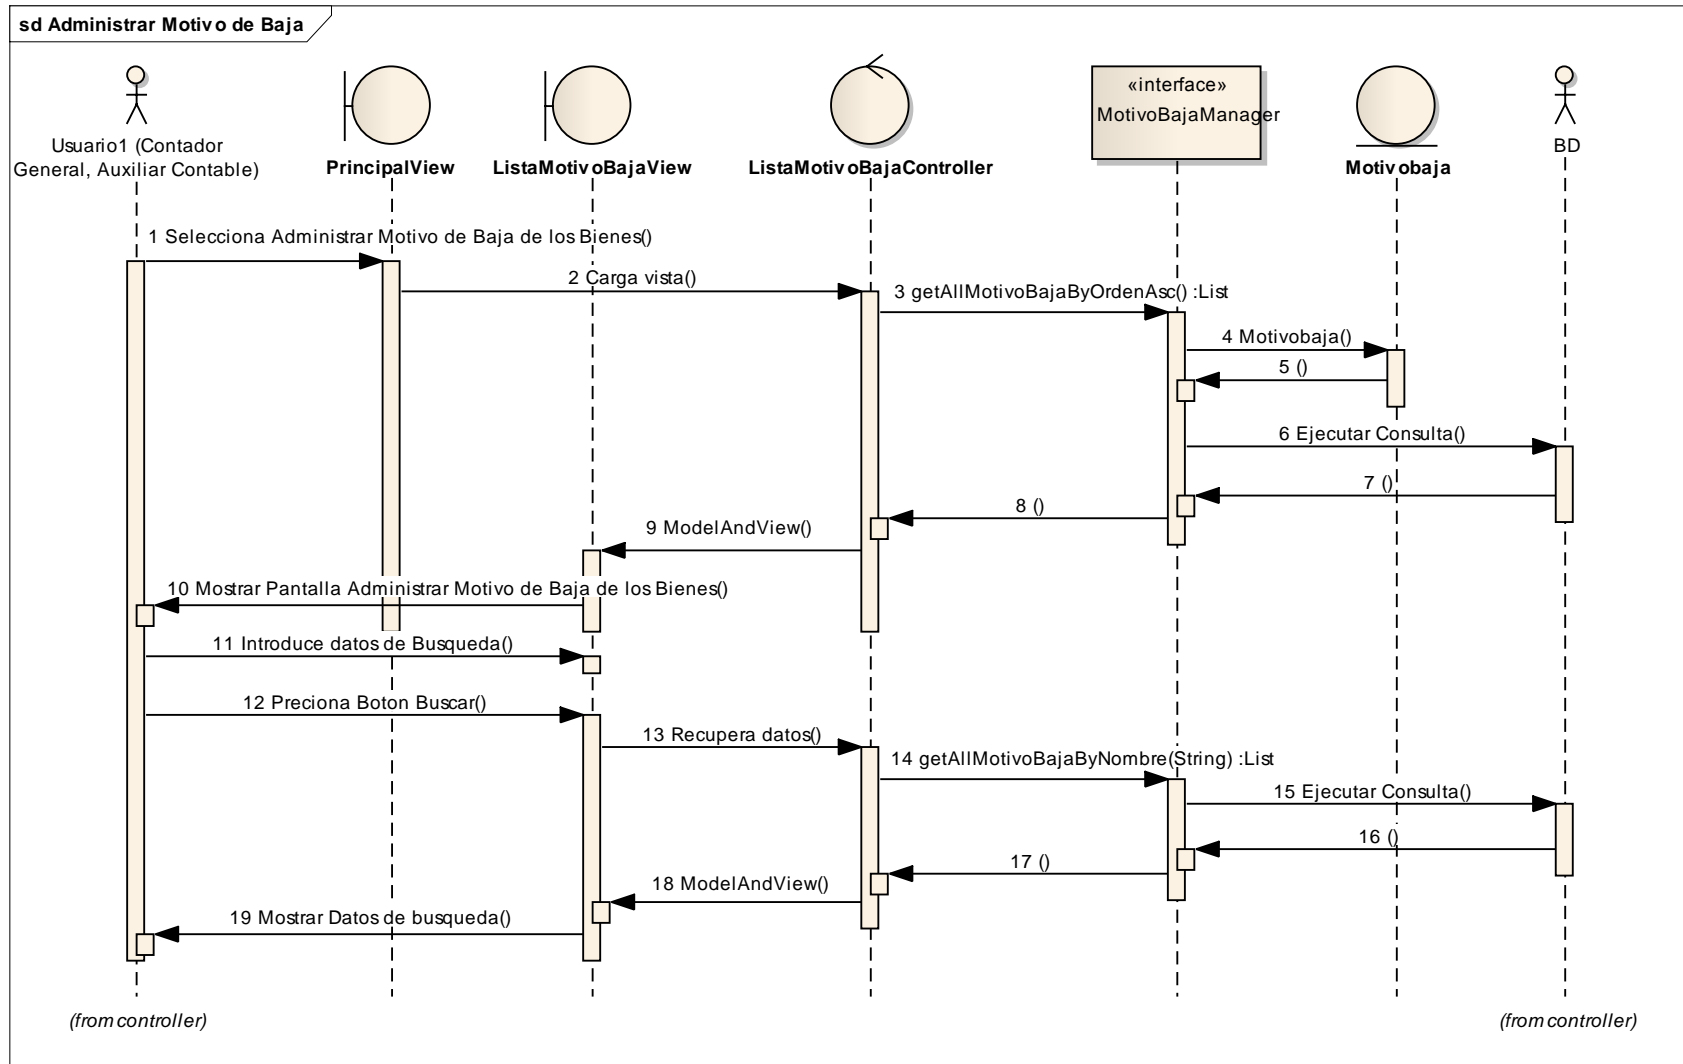 sd Administrar Motivo de Baja
Usuario1 (Contador
General, Auxiliar Contable)
PrincipalView
ListaMotivoBajaView
ListaMotivoBajaController
«interface»
MotivoBajaManager
Motivobaja
BD
1 Selecciona Administrar Motivo de Baja de los Bienes()
2 Carga vista()
3 getAllMotivoBajaByOrdenAsc() :List
4 Motivobaja()
5 ()
6 Ejecutar Consulta()
7 ()
8 ()
9 ModelAndView()
10 Mostrar Pantalla Administrar Motivo de Baja de los Bienes()
11 Introduce datos de Busqueda()
12 Preciona Boton Buscar()
13 Recupera datos()
14 getAllMotivoBajaByNombre(String) :List
15 Ejecutar Consulta()
16 ()
17 ()
18 ModelAndView()
19 Mostrar Datos de busqueda()
(from controller)
(from controller)